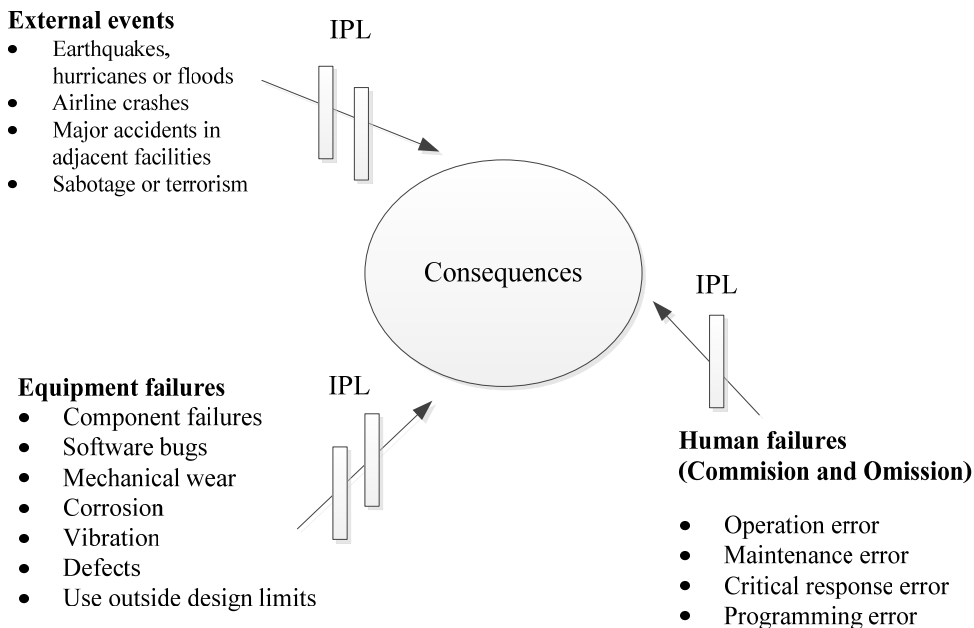 External events
IPL
• Earthquakes,
hurricanes or floods
• Airline crashes
• Major accidents in
adjacent facilities
• Sabotage or terrorism
Consequences
IPL
Equipment failures
• Component failures
• Software bugs
• Mechanical wear
• Corrosion
• Vibration
• Defects
• Use outside design limits
IPL
Human failures
(Commision and Omission)
• Operation error
• Maintenance error
• Critical response error
• Programming error